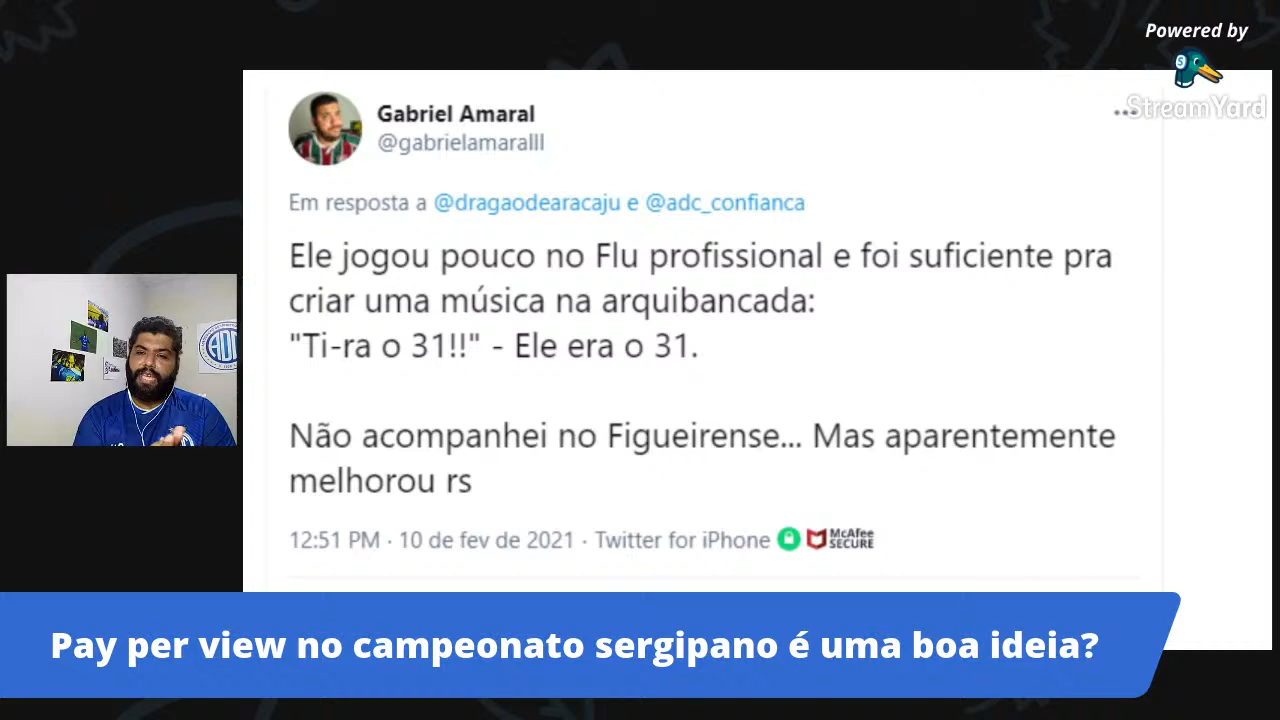 Powered by
StreamYard
Gabriel Amaral
@gabrielamaralll
Em resposta a @dragaodearacaju e @adc_confianca
Ele jogou pouco no Flu profissional e foi suficiente pra
criar uma música na arquibancada:
"Ti-ra o 31!!" - Ele era o 31.
Não acompanhei no Figueirense... Mas aparentemente
melhorou rs
12:51 PM · 10 de fev de 2021 · Twitter for iPhone
McAfee
SECURE
Pay per view no campeonato sergipano é uma boa ideia?